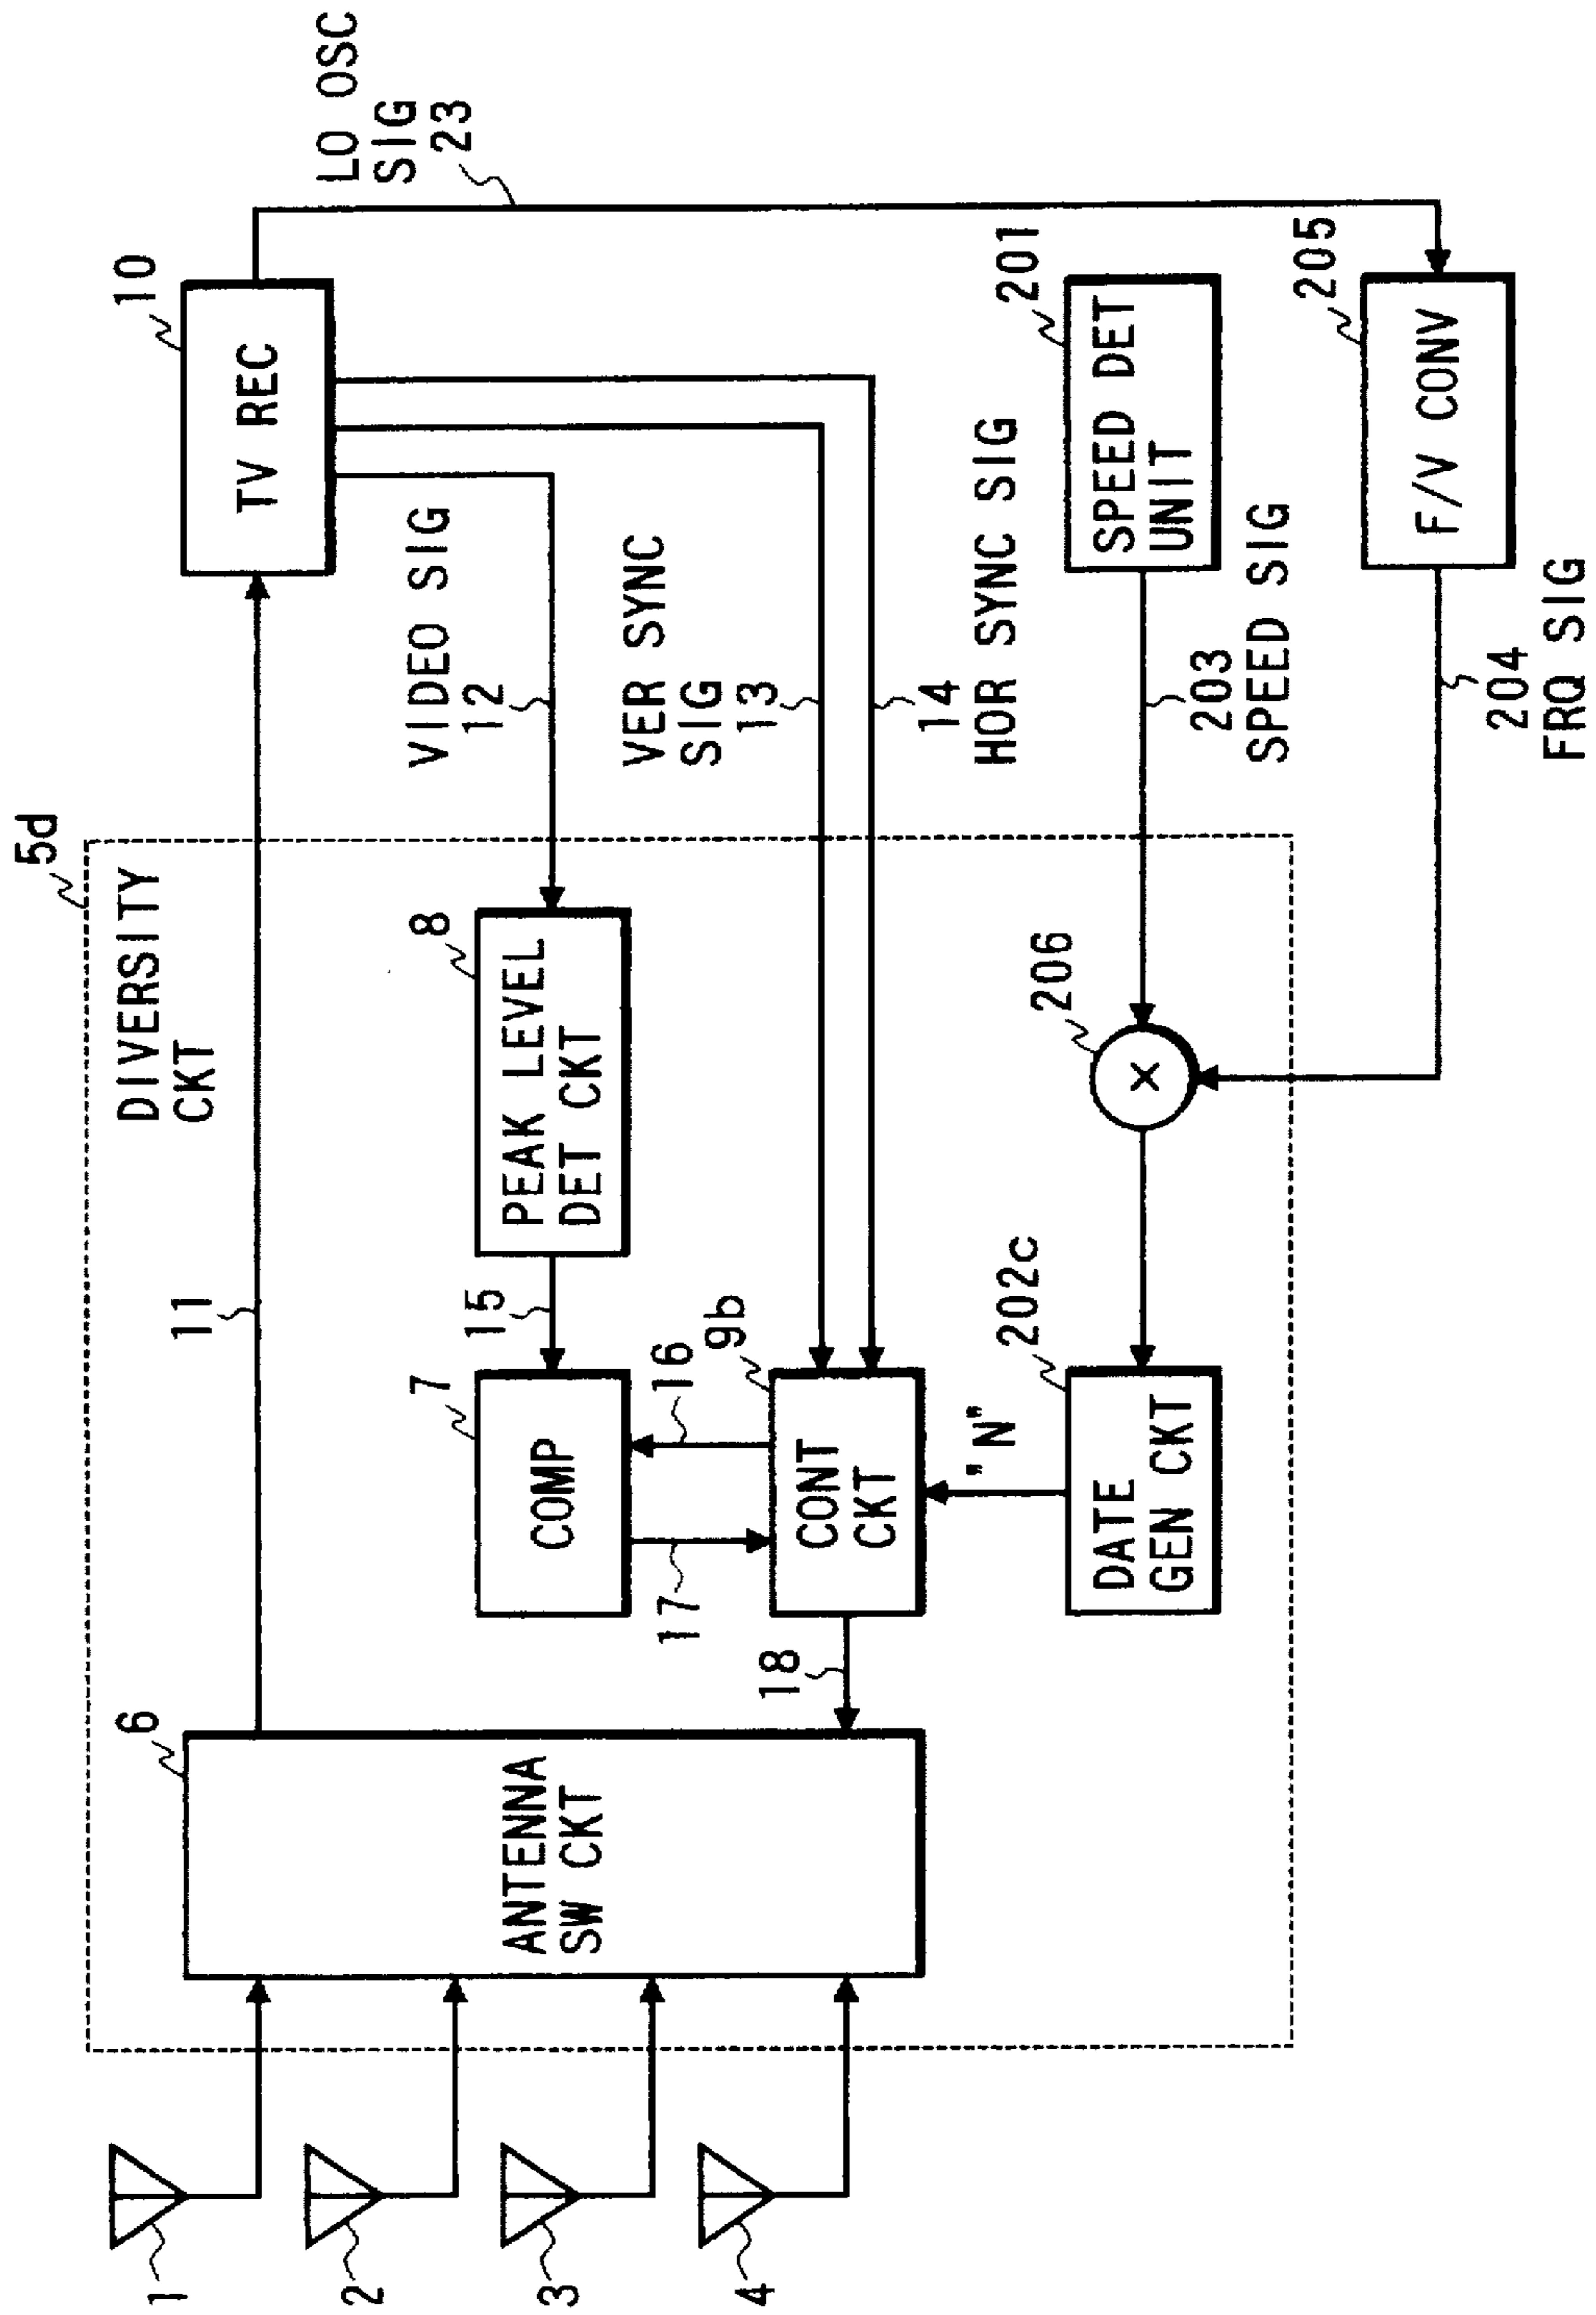 5d
DIVERSITY
CKT
1
2
3
4
6
ANTENNA
SW CKT
11
10
TV REC
LO OSC
SIG
23
7
COMP
15
8
PEAK LEVEL
DET CKT
VIDEO SIG
12
VER SYNC
SIG
13
14
HOR SYNC SIG
16
17
18
9b
CONT
CKT
"N"
202c
DATE
GEN CKT
206
×
203
SPEED SIG
201
SPEED DET
UNIT
204
FRQ SIG
205
F/V CONV